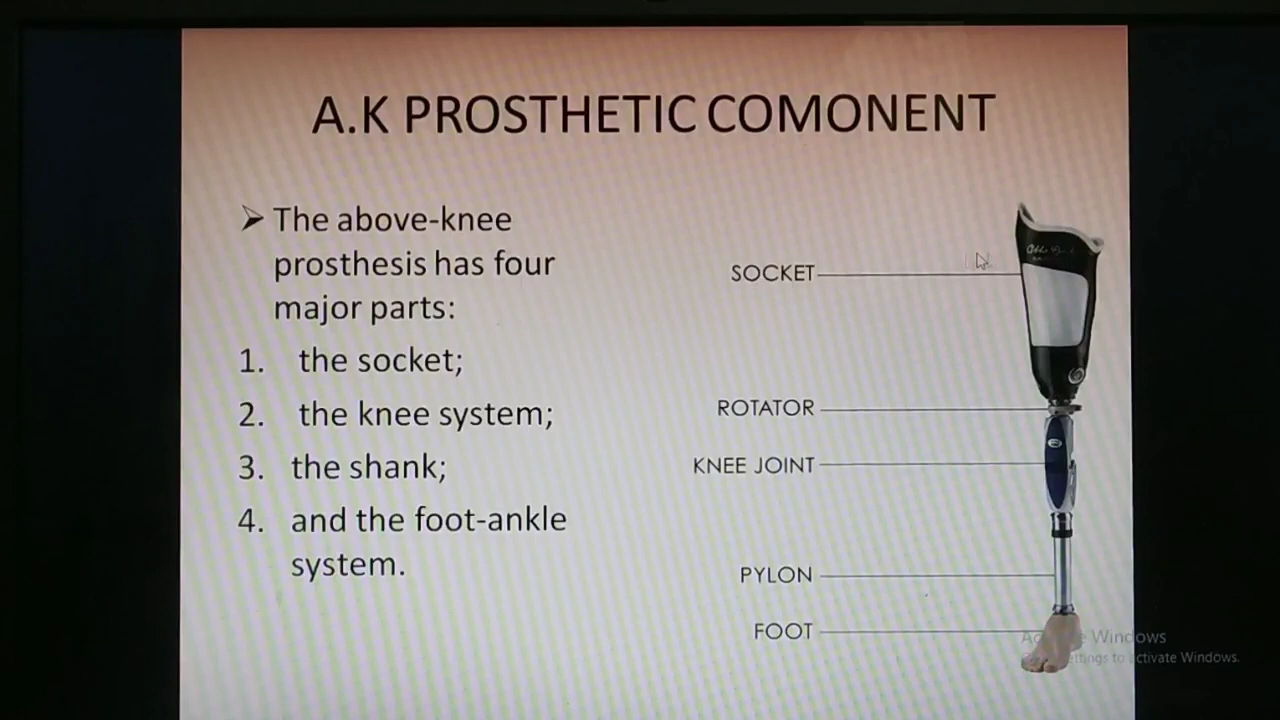 A.K PROSTHETIC COMONENT
➢ The above-knee
prosthesis has four
major parts:
1. the socket;
2. the knee system;
3. the shank;
4. and the foot-ankle
system.
SOCKET
ROTATOR
KNEE JOINT
PYLON
FOOT
Windows
to activate Windows.